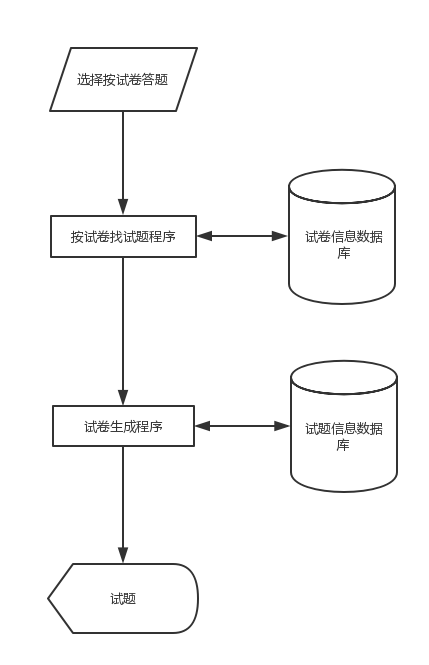 选择按试卷答题
按试卷找试题程序
试卷信息数据
库
试卷生成程序
试题信息数据
库
试题